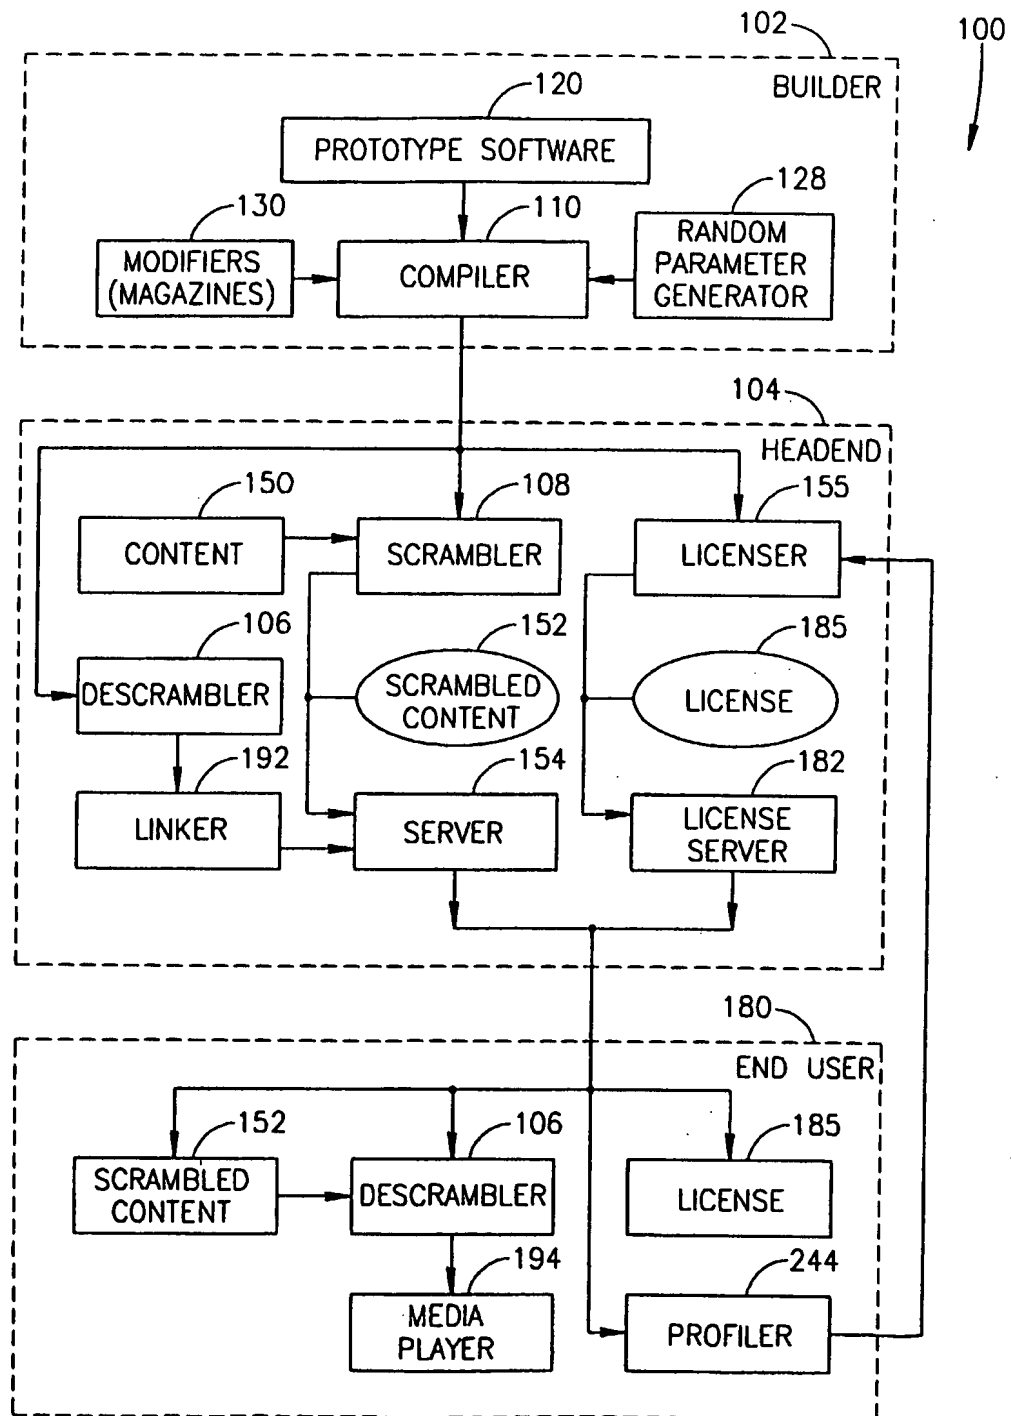 102
100
BUILDER
120
PROTOTYPE SOFTWARE
130
110
128
MODIFIERS
(MAGAZINES)
COMPILER
RANDOM
PARAMETER
GENERATOR
104
HEADEND
150
108
155
CONTENT
SCRAMBLER
LICENSER
106
152
185
DESCRAMBLER
SCRAMBLED
CONTENT
LICENSE
192
154
182
LINKER
SERVER
LICENSE
SERVER
180
END USER
152
106
185
SCRAMBLED
CONTENT
DESCRAMBLER
LICENSE
194
244
MEDIA
PLAYER
PROFILER